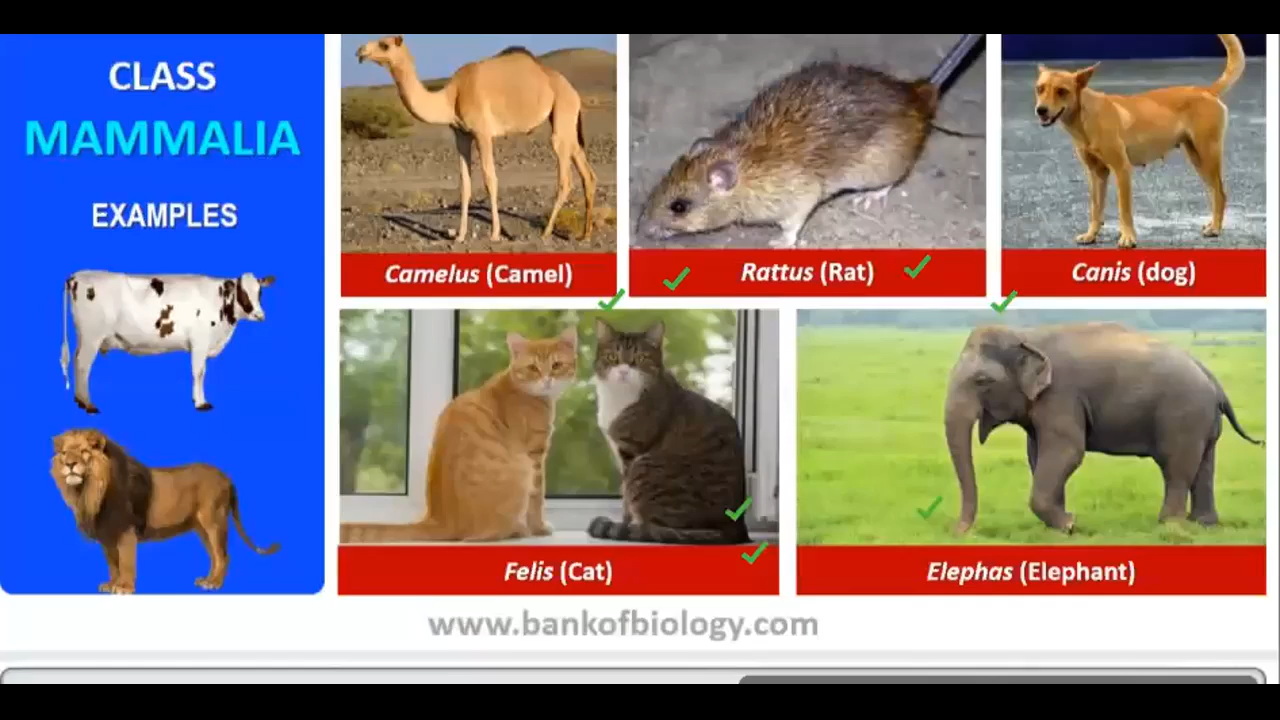 CLASS
MAMMALIA
EXAMPLES
Camelus (Camel)
Rattus (Rat)
Canis (dog)
Felis (Cat)
Elephas (Elephant)
www.bankofbiology.com